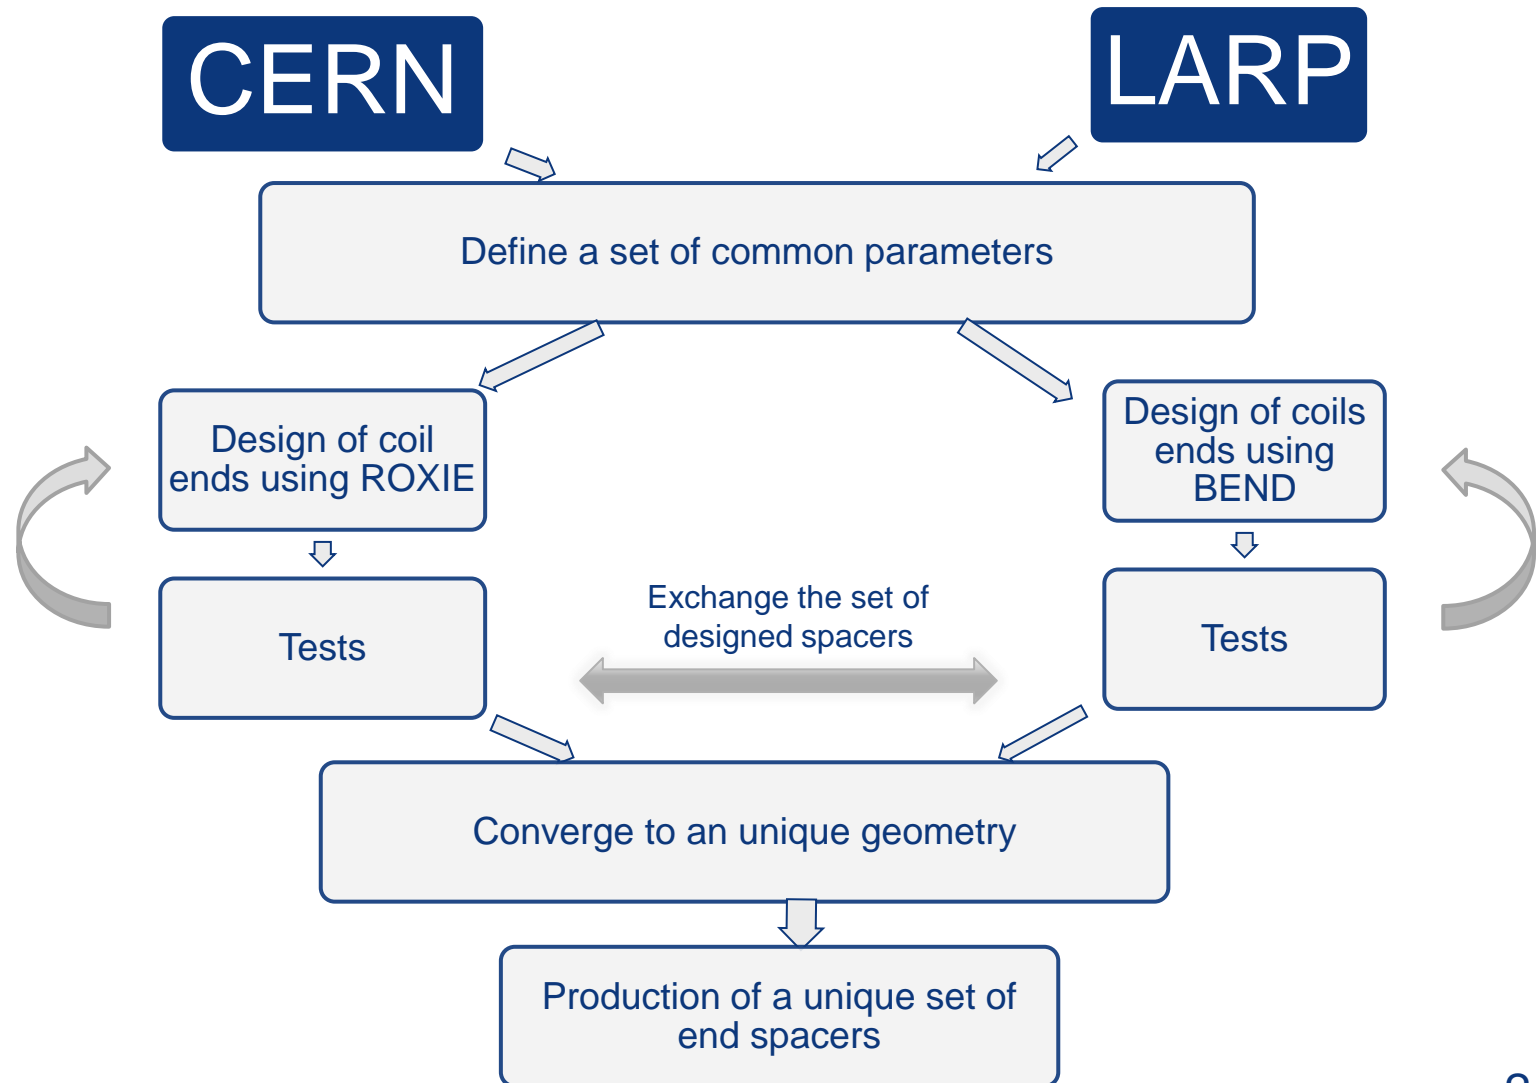 CERN
LARP
Define a set of common parameters
Design of coil
ends using ROXIE
Design of coils
ends using
BEND
Tests
Exchange the set of
designed spacers
Tests
Converge to an unique geometry
Production of a unique set of
end spacers